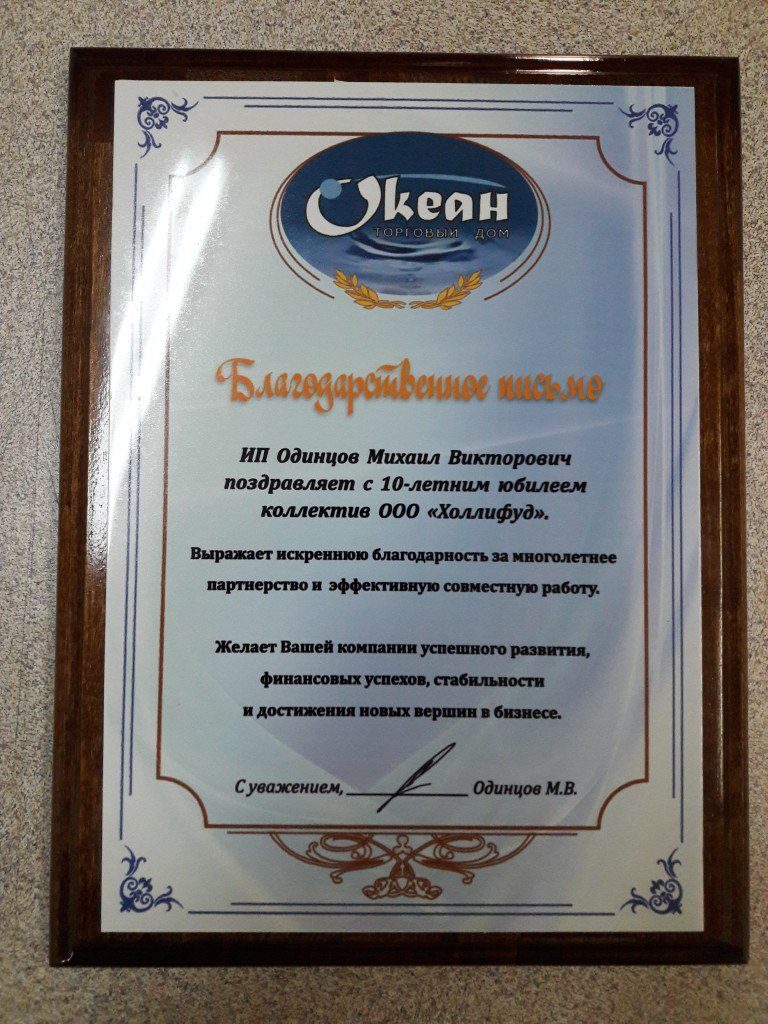 Океан
ТОРГОВЫЙ ДОМ
Благодарственное письмо
ИП Одинцов Михаил Викторович
поздравляет с 10-летним юбилеем
коллектив ООО «Холлифуд».
Выражает искреннюю благодарность за многолетнее
партнерство и эффективную совместную работу.
Желает Вашей компании успешного развития,
финансовых успехов, стабильности
и достижения новых вершин в бизнесе.
С уважением, Одинцов М.В.